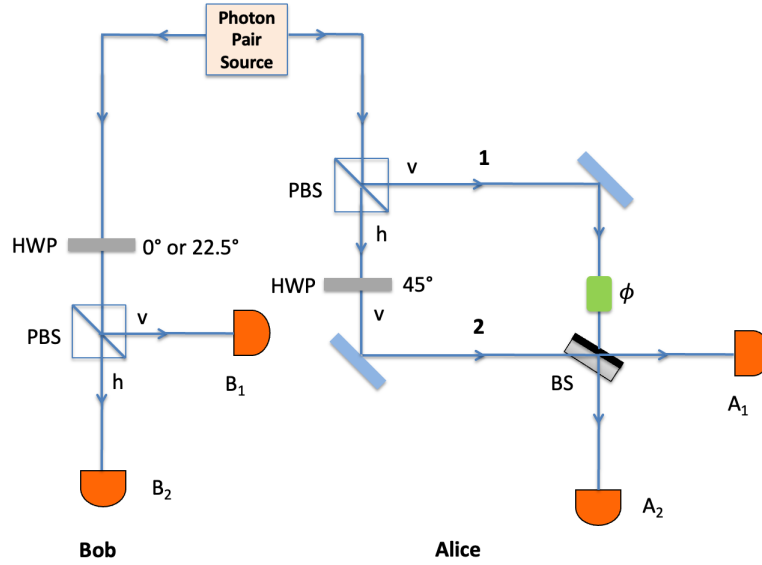 Photon
Pair
Source
v
1
PBS
h
HWP
0° or 22.5°
HWP
45°
ϕ
v
PBS
v
2
h
B₁
BS
A₁
B₂
A₂
Bob
Alice